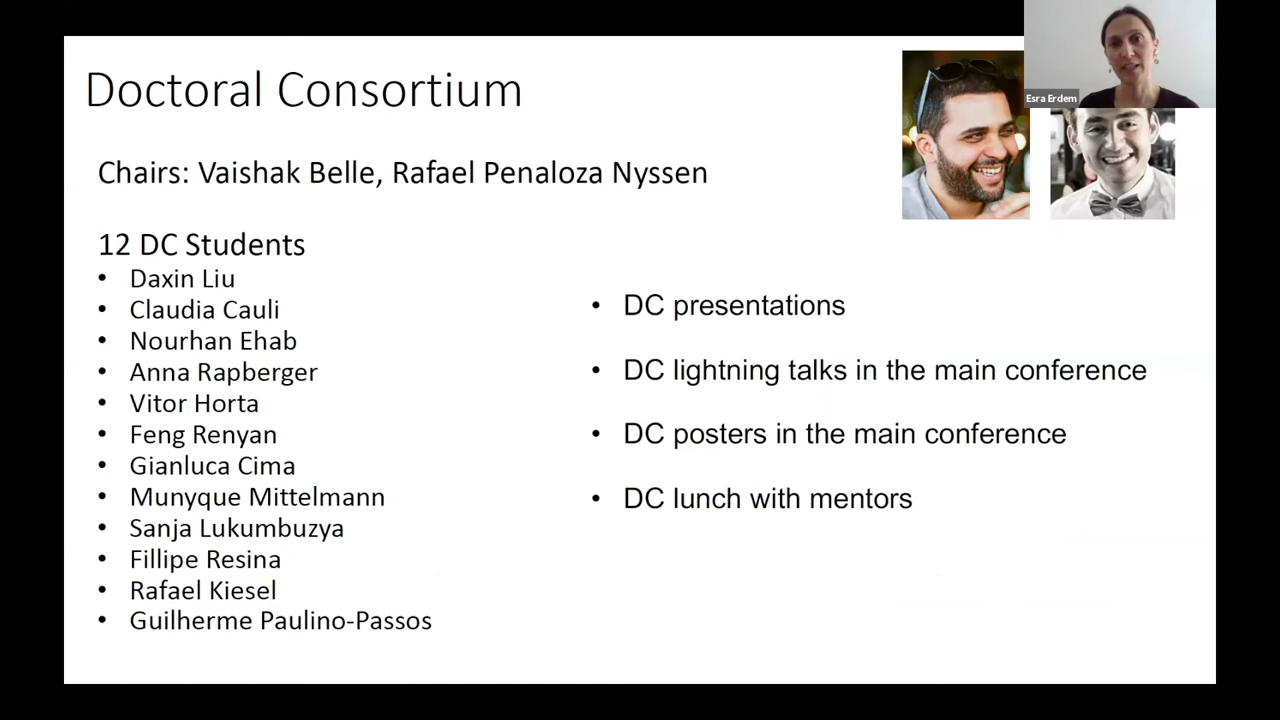 Doctoral Consortium
Esra Erdem
Chairs: Vaishak Belle, Rafael Penaloza Nyssen
12 DC Students
• Daxin Liu
• Claudia Cauli
• Nourhan Ehab
• Anna Rapberger
• Vitor Horta
• Feng Renyan
• Gianluca Cima
• Munyque Mittelmann
• Sanja Lukumbuzya
• Fillipe Resina
• Rafael Kiesel
• Guilherme Paulino-Passos
• DC presentations
• DC lightning talks in the main conference
• DC posters in the main conference
• DC lunch with mentors